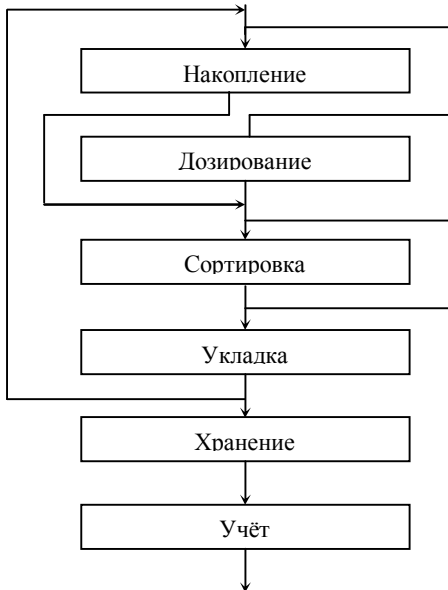 Накопление
Дозирование
Сортировка
Укладка
Хранение
Учёт